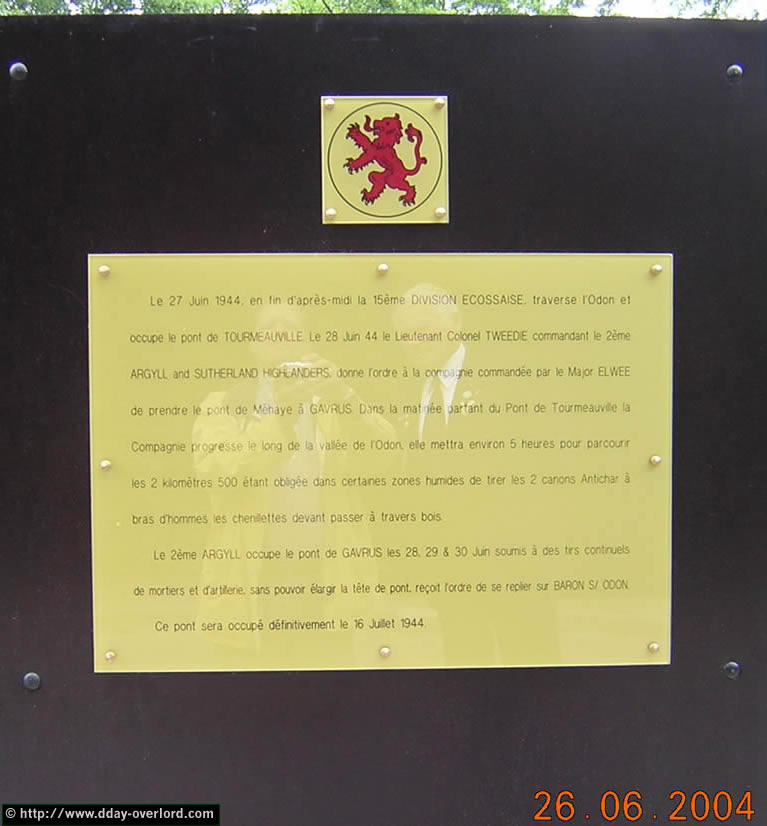 Le 27 Juin 1944, en fin d'après-midi la 15ème DIVISION ECOSSAISE, traverse l'Odon et
occupe le pont de TOURMEAUVILLE. Le 28 Juin 44 le Lieutenant Colonel TWEEDIE commandant le 2ème
ARGYLL and SUTHERLAND HIGHLANDERS, donne l'ordre à la compagnie commandée par le Major ELWEE
de prendre le pont de Méhaye à GAVRUS. Dans la matinée partant du Pont de Tourmeauville la
Compagnie progresse le long de la vallée de l'Odon, elle mettra environ 5 heures pour parcourir
les 2 kilomètres 500 étant obligée dans certaines zones humides de tirer les 2 canons Antichar à
bras d'hommes les chenillettes devant passer à travers bois.
Le 2ème ARGYLL occupe le pont de GAVRUS les 28, 29 & 30 Juin soumis à des tirs continuels
de mortiers et d'artillerie, sans pouvoir élargir la tête de pont, reçoit l'ordre de se replier sur BARON S/ ODON.
Ce pont sera occupé définitivement le 16 Juillet 1944.
© http://www.dday-overlord.com
26.06.2004